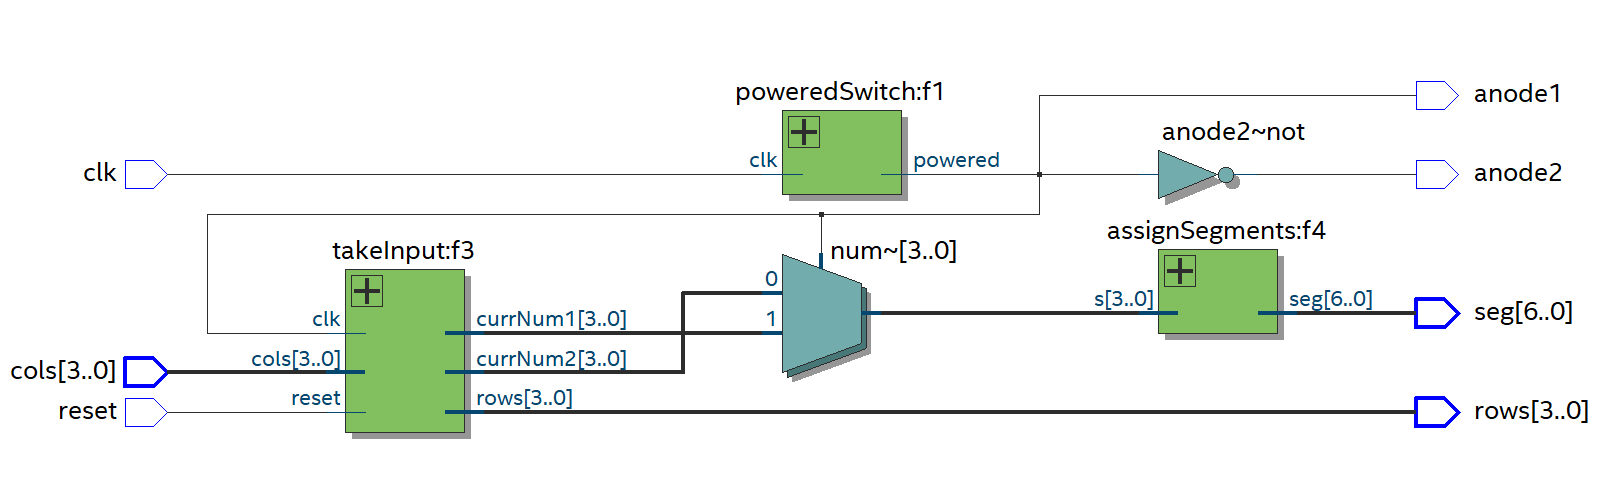 poweredSwitch:f1
anode1
anode2~not
clk
clk
powered
anode2
assignSegments:f4
takeInput:f3
num~[3..0]
0
s[3..0]
seg[6..0]
seg[6..0]
clk
currNum1[3..0]
1
cols[3..0]
cols[3..0]
currNum2[3..0]
reset
reset
rows[3..0]
rows[3..0]